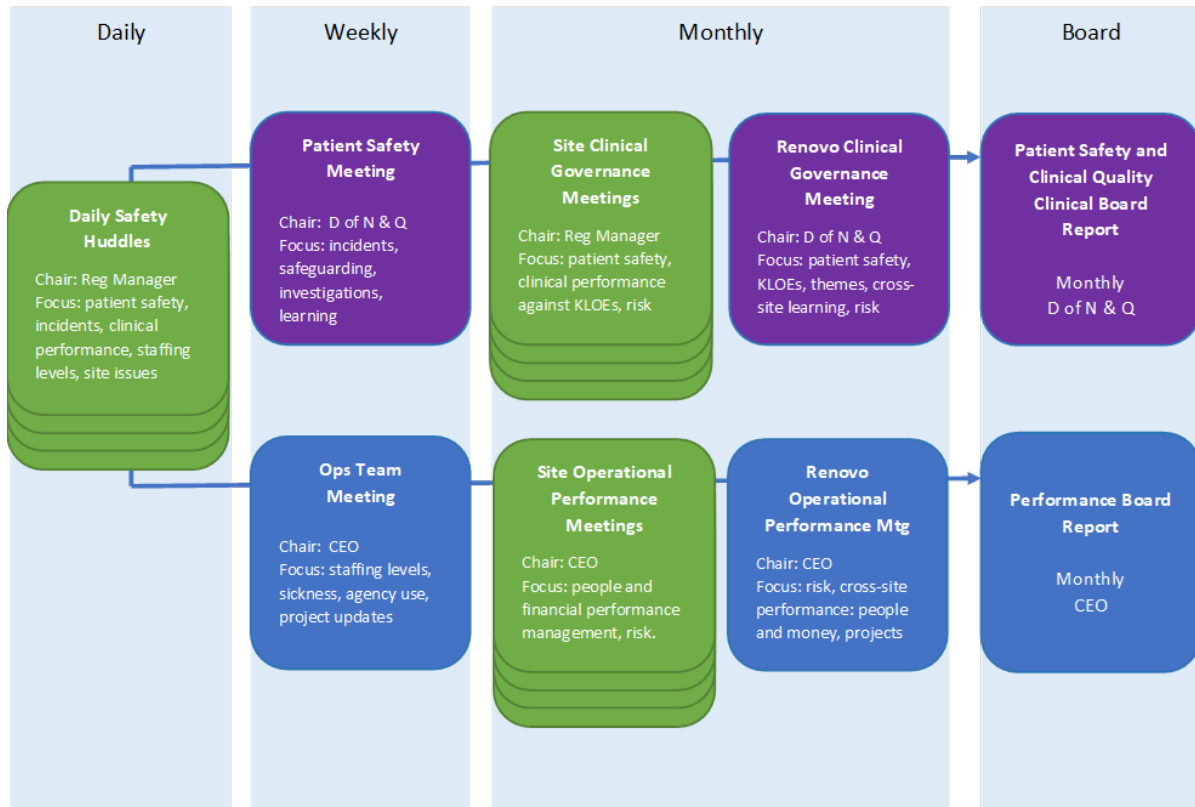 Daily
Weekly
Monthly
Board
Daily Safety
Huddles
Chair: Reg Manager
Focus: patient safety,
incidents, clinical
performance, staffing
levels, site issues
Patient Safety
Meeting
Chair: D of N & Q
Focus: incidents,
safeguarding,
investigations,
learning
Site Clinical
Governance
Meetings
Chair: Reg Manager
Focus: patient safety,
clinical performance
against KLOEs, risk
Renovo Clinical
Governance
Meeting
Chair: D of N & Q
Focus: patient safety,
KLOEs, themes, cross-
site learning, risk
Patient Safety and
Clinical Quality
Clinical Board
Report
Monthly
D of N & Q
Ops Team
Meeting
Chair: CEO
Focus: staffing levels,
sickness, agency use,
project updates
Site Operational
Performance
Meetings
Chair: CEO
Focus: people and
financial performance
management, risk.
Renovo
Operational
Performance Mtg
Chair: CEO
Focus: risk, cross-site
performance: people
and money, projects
Performance Board
Report
Monthly
CEO